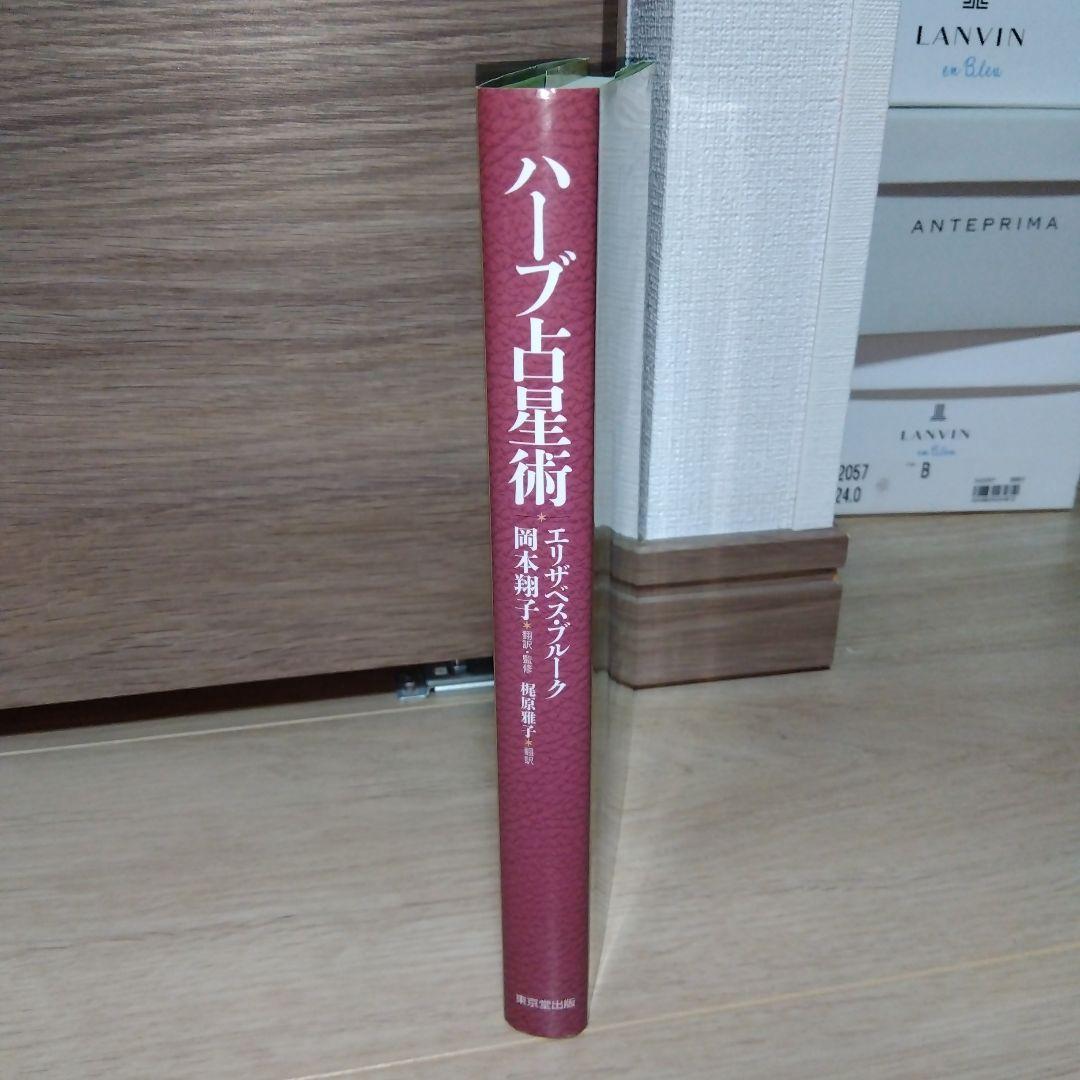 ハーブ占星術
エリザベス・ブルーク
岡本翔子*翻訳・監修 梶原雅子*翻訳
東京堂出版
LANVIN
en Bleu
ANTEPRIMA
LANVIN
en Bleu
2057
B
24.0